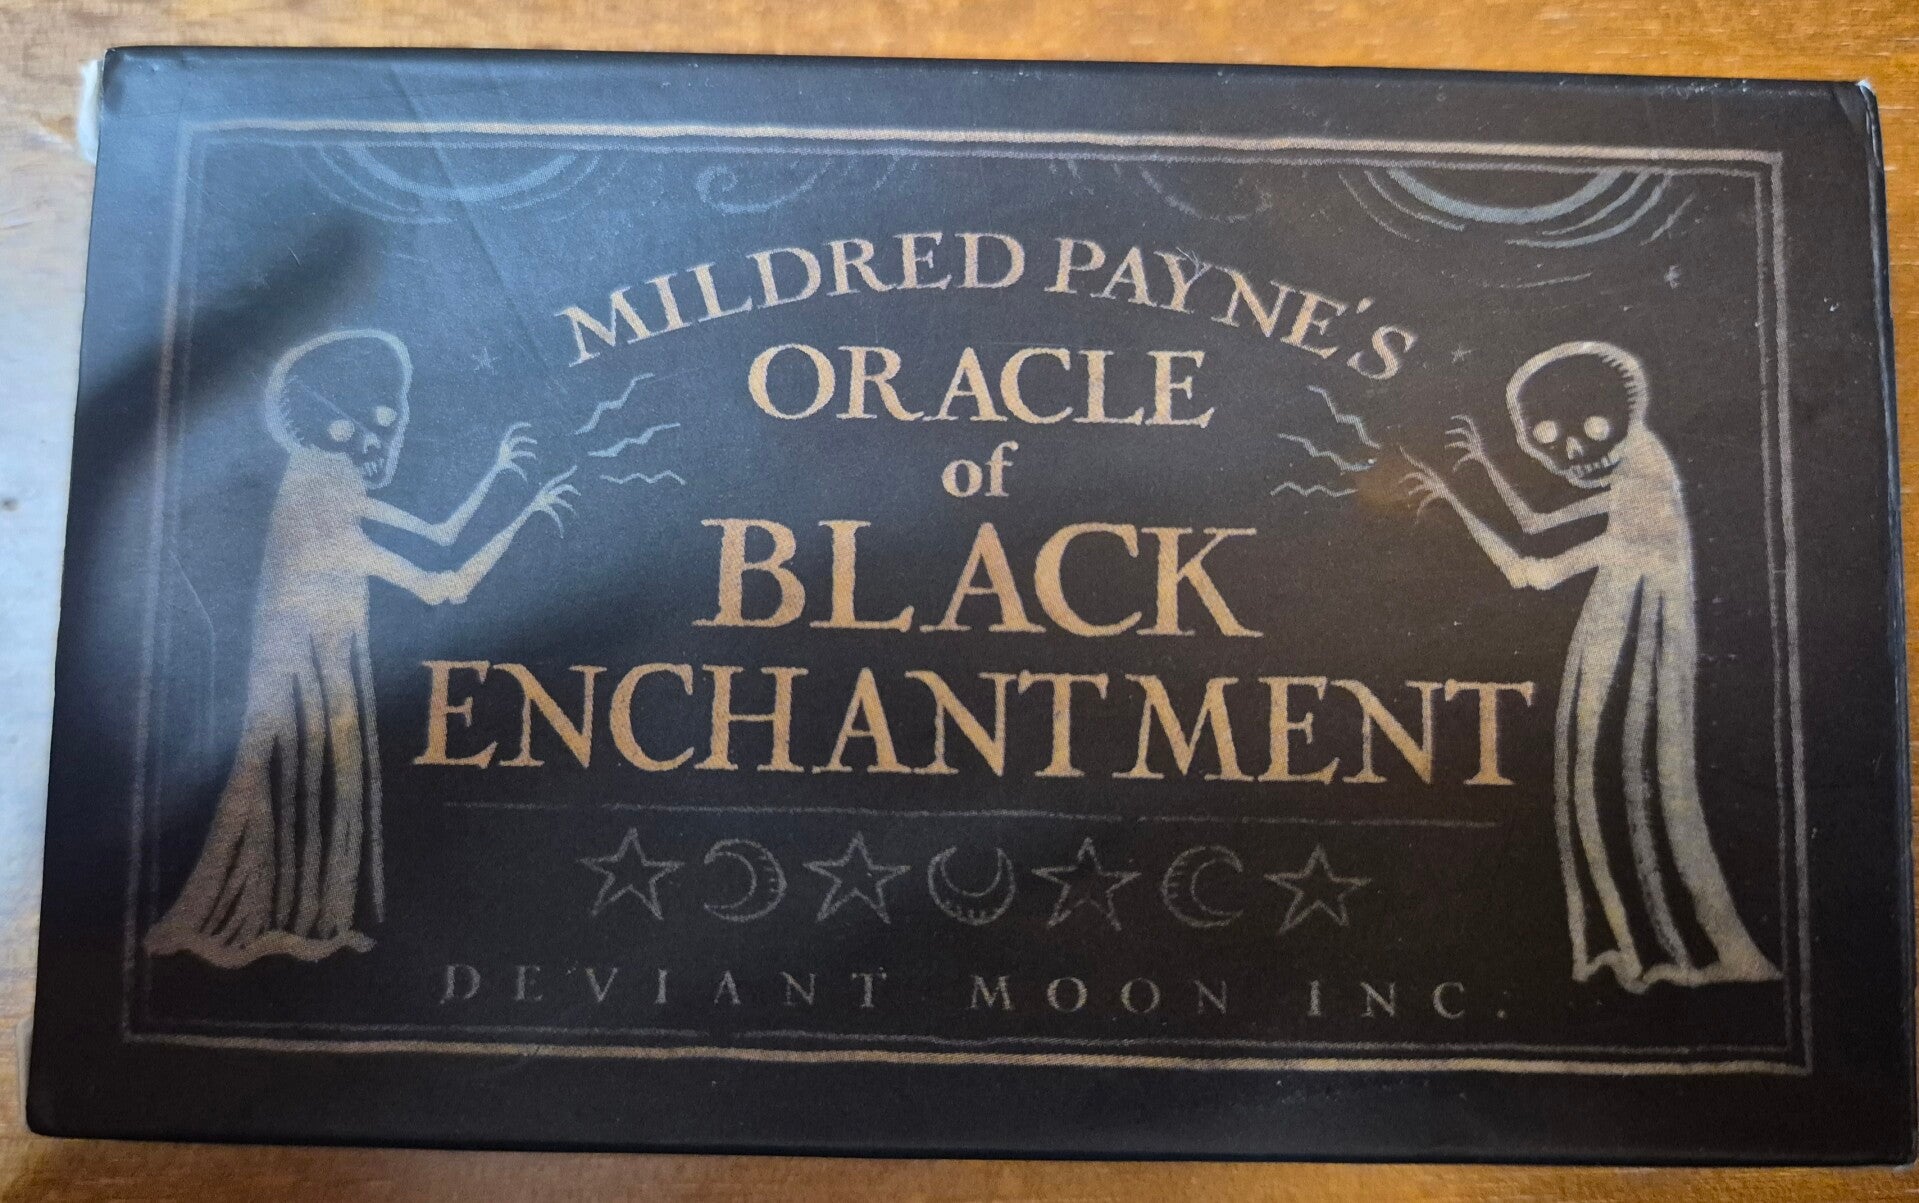 MILDRED PAYNE'S
ORACLE
of
BLACK
ENCHANTMENT
DEVIANT MOON INC.